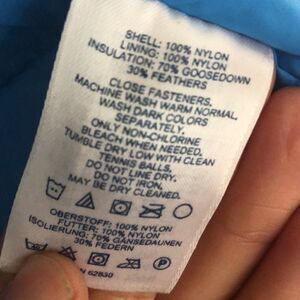 SHELL: 100% NYLON
LINING: 100% NYLON
INSULATION: 70% GOOSEDOWN
30% FEATHERS
CLOSE FASTENERS,
MACHINE WASH WARM NORMAL,
WASH DARK COLORS
SEPARATELY.
ONLY NON-CHLORINE
BLEACH WHEN NEEDED.
TUMBLE DRY LOW WITH CLEAN
TENNIS BALLS.
DO NOT LINE DRY.
DO NOT IRON.
MAY BE DRY CLEANED.
OBERSTOFF: 100% NYLON
FUTTER: 100% NYLON
ISOLIERUNG: 70% GÄNSEDAUNEN
30% FEDERN
P
N 62830